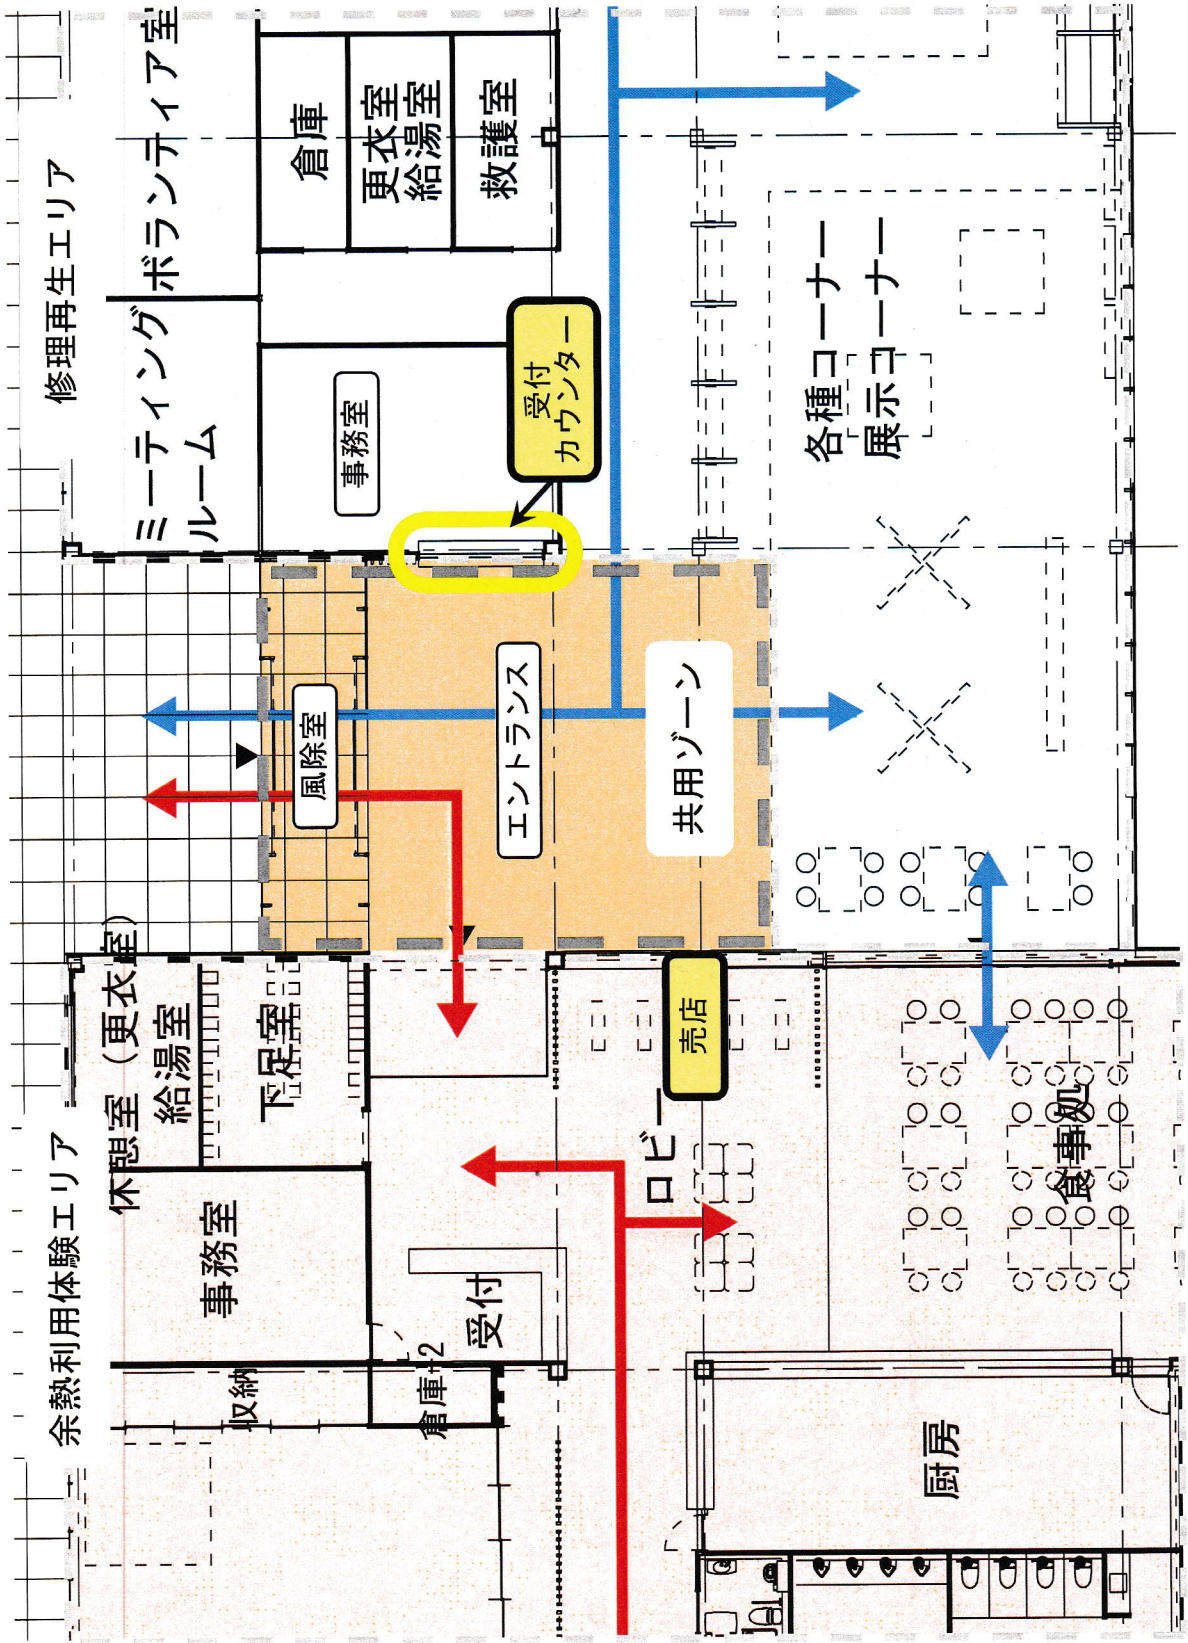 余熱利用体験エリア
修理再生エリア
休憩室（更衣室）
給湯室
下足室
事務室
収納
倉庫-2
受付
ロビー
売店
食事処
厨房
風除室
エントランス
共用ゾーン
ミーティング
ルーム
ボランティア室
事務室
受付
カウンター
倉庫
更衣室
給湯室
救護室
各種コーナー
展示コーナー